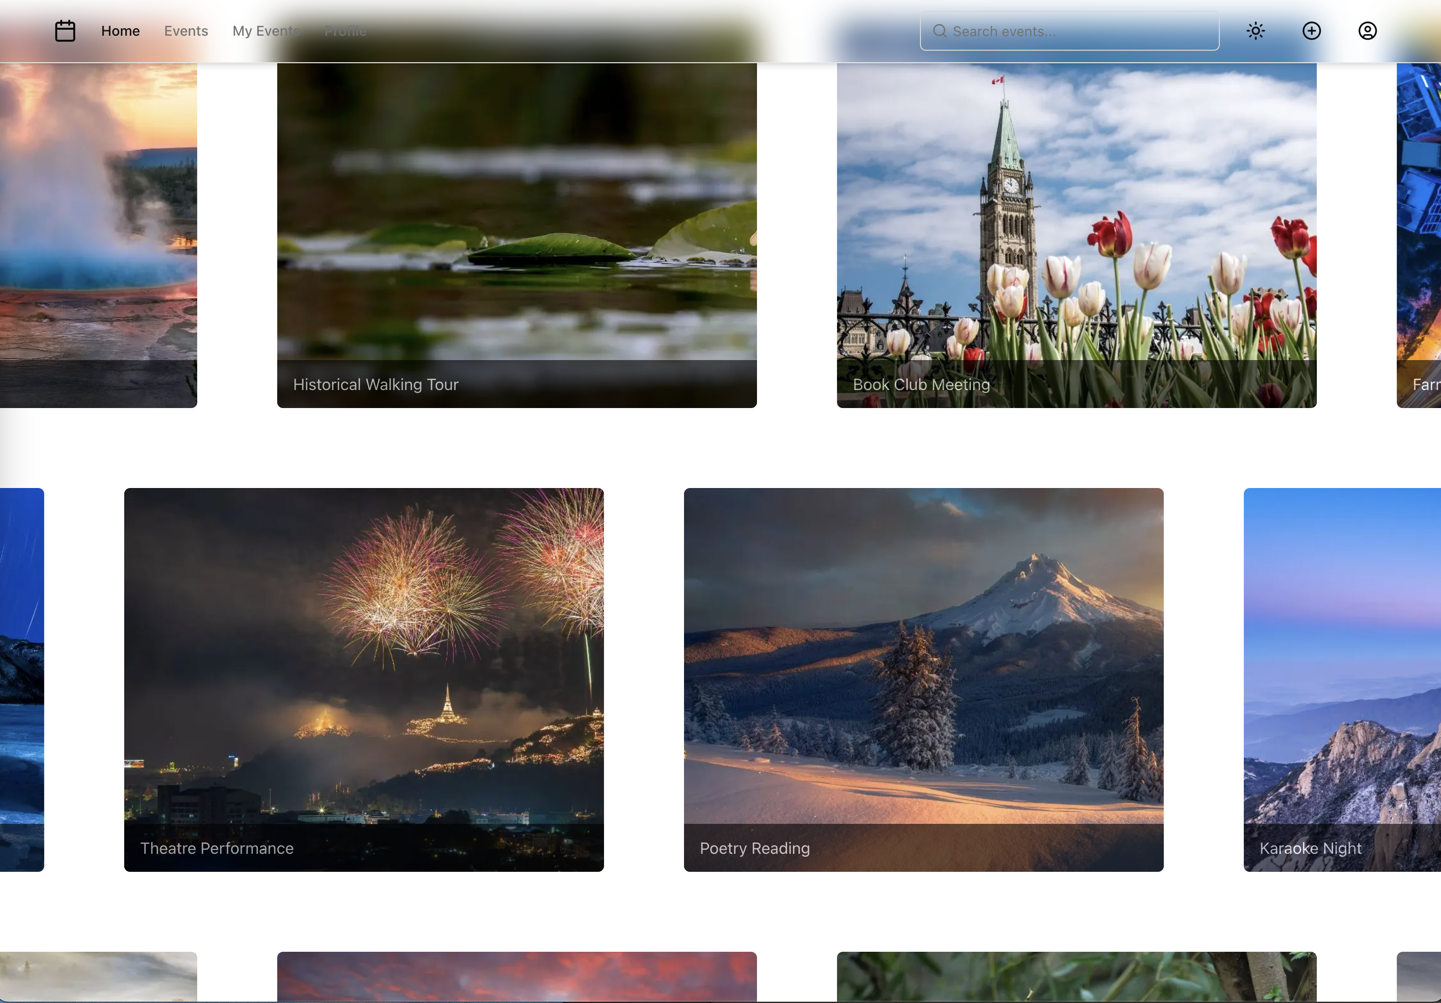 Home Events My Events Profile Search events...
Historical Walking Tour
Book Club Meeting
Theatre Performance
Poetry Reading
Karaoke Night